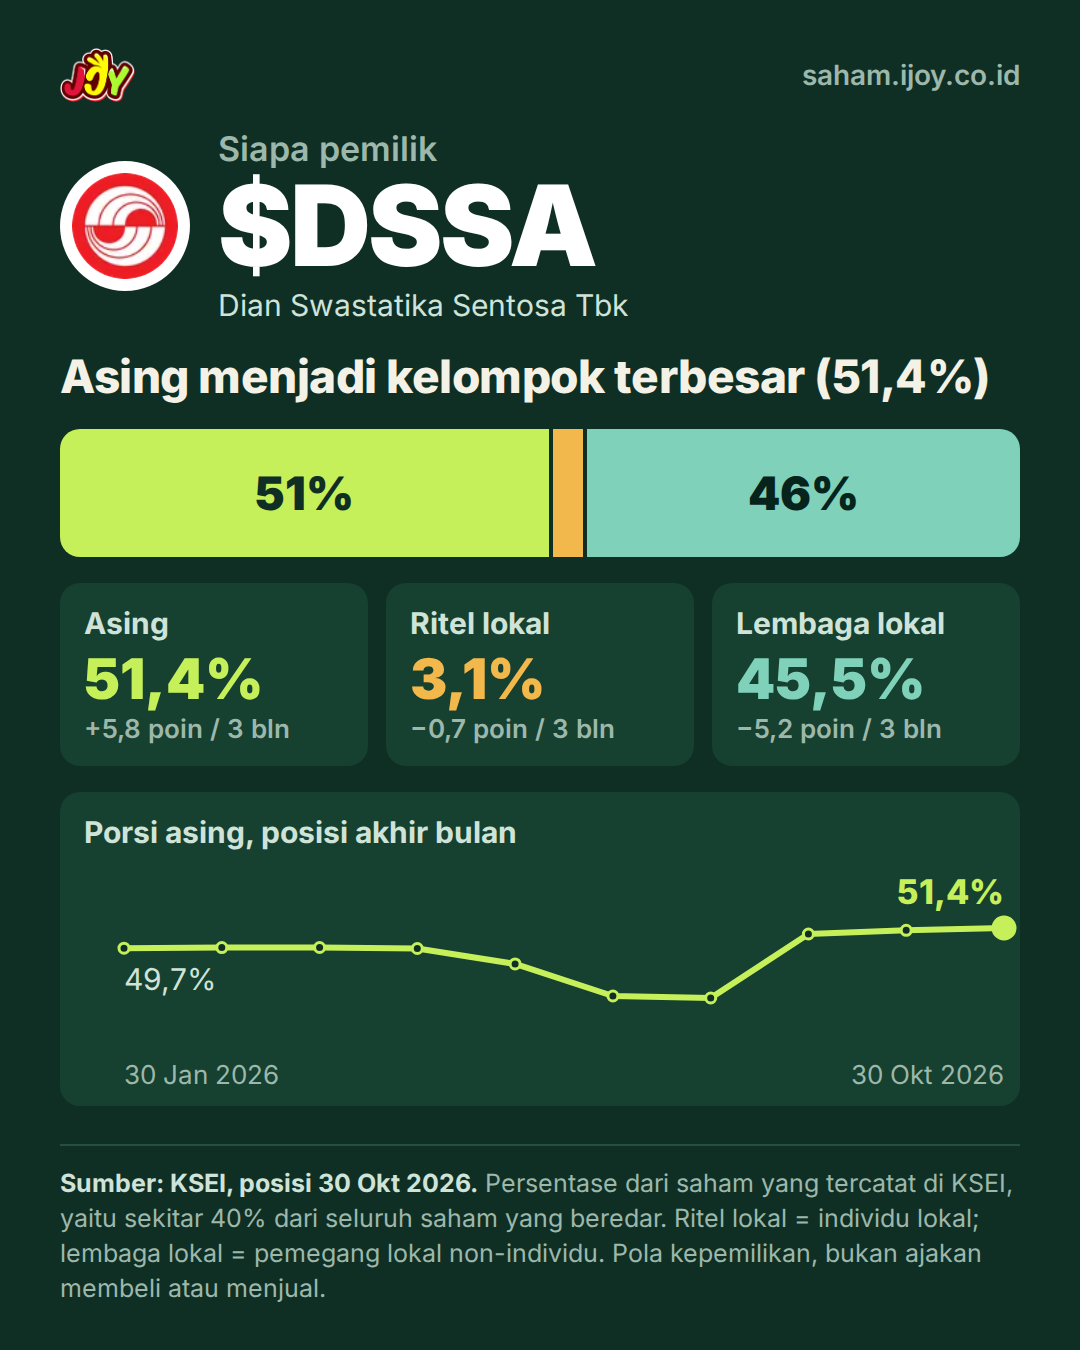 JOY
saham.ijoy.co.id
Siapa pemilik
$DSSA
Dian Swastatika Sentosa Tbk
Asing menjadi kelompok terbesar (51,4%)
51%
46%
Asing
51,4%
+5,8 poin / 3 bln
Ritel lokal
3,1%
−0,7 poin / 3 bln
Lembaga lokal
45,5%
−5,2 poin / 3 bln
Porsi asing, posisi akhir bulan
51,4%
49,7%
30 Jan 2026
30 Okt 2026
Sumber: KSEI, posisi 30 Okt 2026. Persentase dari saham yang tercatat di KSEI,
yaitu sekitar 40% dari seluruh saham yang beredar. Ritel lokal = individu lokal;
lembaga lokal = pemegang lokal non-individu. Pola kepemilikan, bukan ajakan
membeli atau menjual.